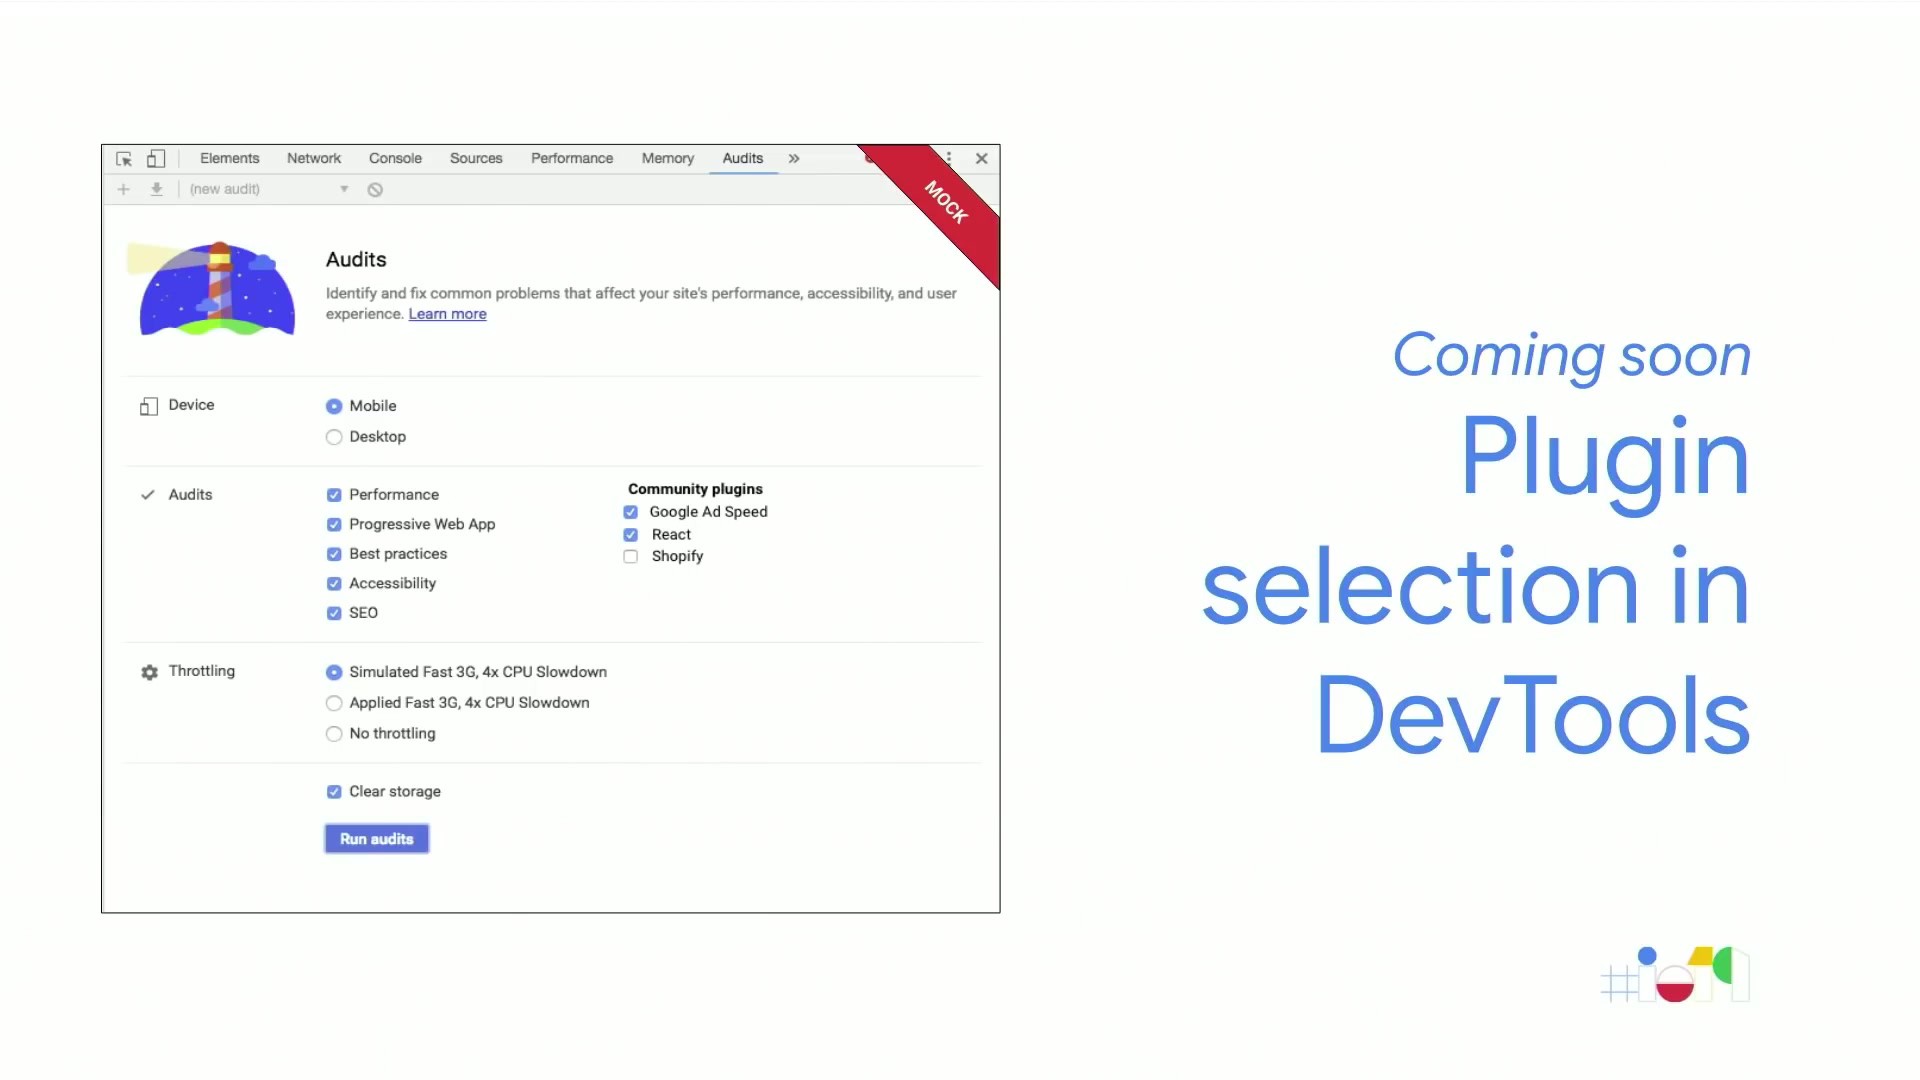 Elements Network Console Sources Performance Memory Audits
(new audit)
MOCK
Audits
Identify and fix common problems that affect your site's performance, accessibility, and user
experience. Learn more
Device
Mobile
Desktop
Audits
Performance
Progressive Web App
Best practices
Accessibility
SEO
Community plugins
Google Ad Speed
React
Shopify
Throttling
Simulated Fast 3G, 4x CPU Slowdown
Applied Fast 3G, 4x CPU Slowdown
No throttling
Clear storage
Run audits
Coming soon
Plugin
selection in
DevTools
#io19